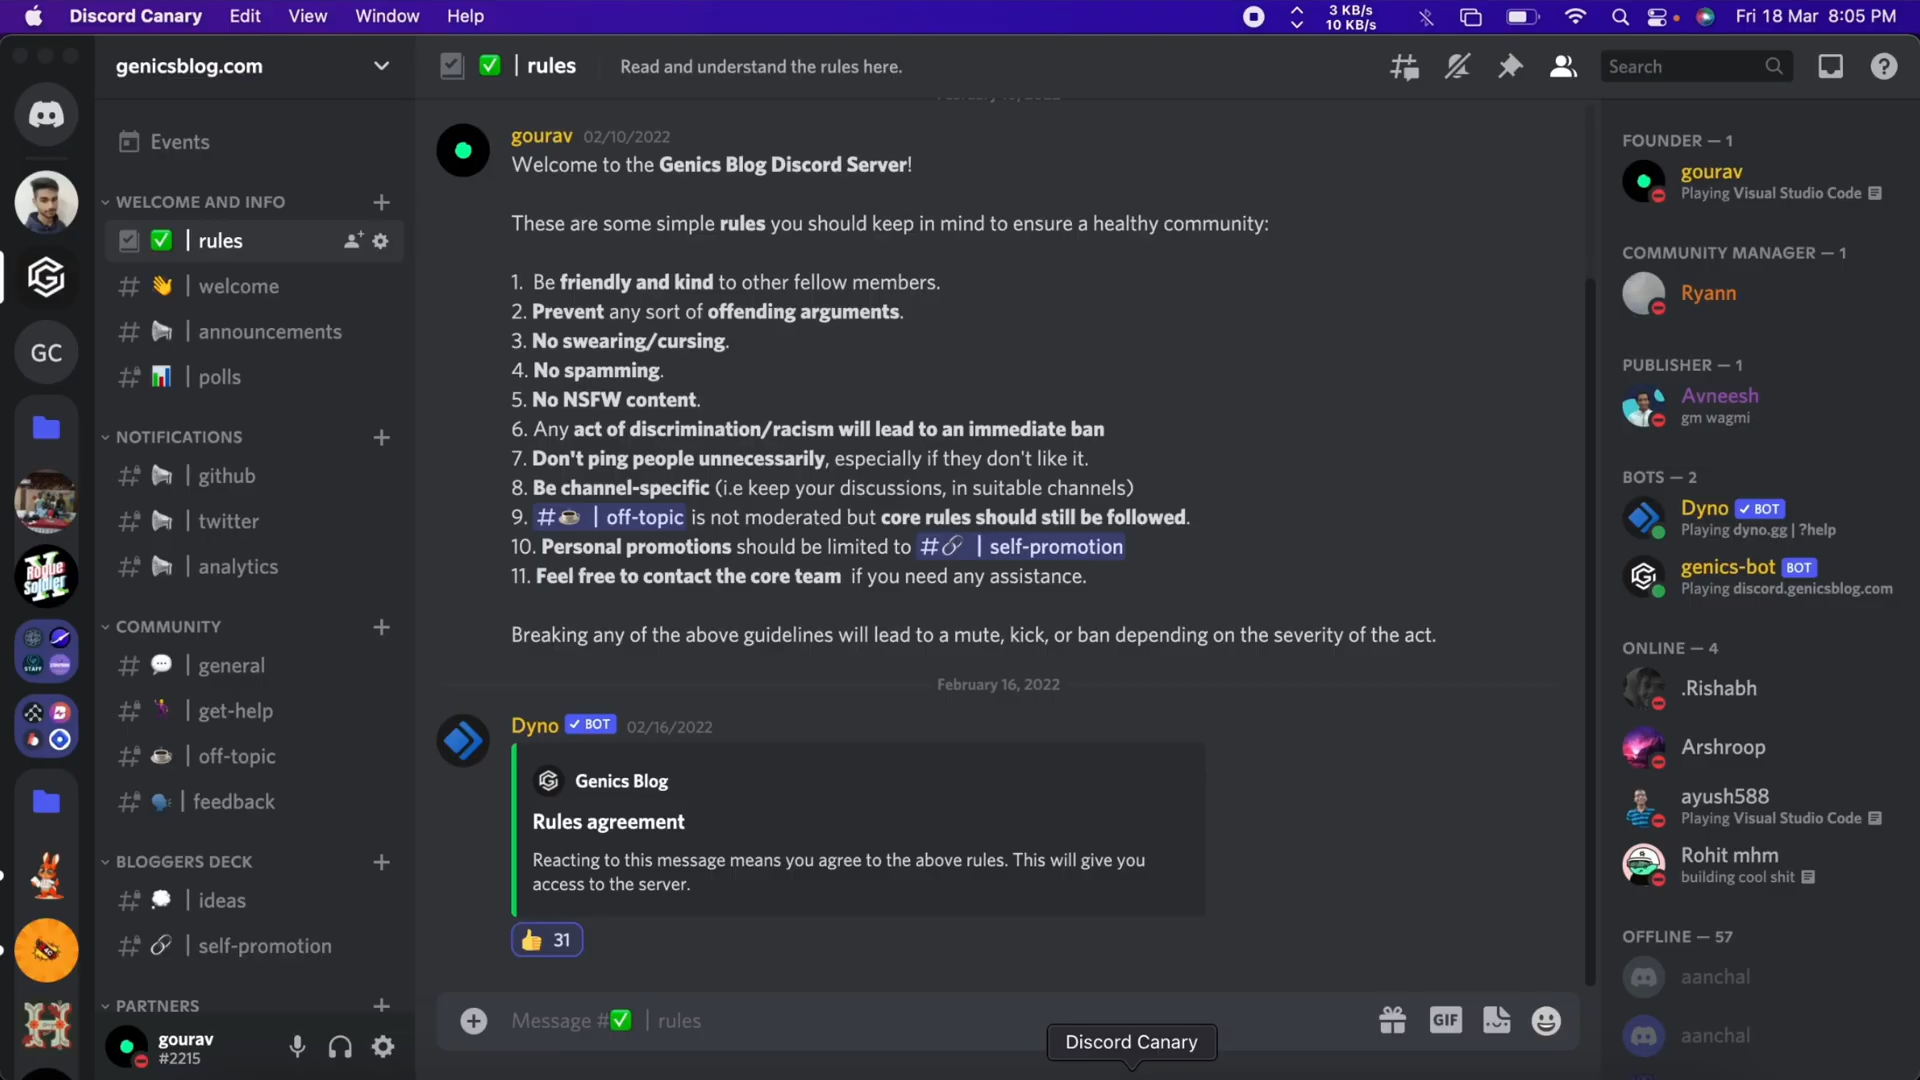 Discord Canary Edit View Window Help
3 KB/s
10 KB/s
Fri 18 Mar 8:05 PM
genicsblog.com
Events
WELCOME AND INFO
| rules
| welcome
| announcements
| polls
NOTIFICATIONS
| github
| twitter
| analytics
COMMUNITY
| general
| get-help
| off-topic
| feedback
BLOGGERS DECK
| ideas
| self-promotion
PARTNERS
gourav
#2215
GC
Rogue
Soldier
STAFF
| rules
Read and understand the rules here.
Search
gourav 02/10/2022
Welcome to the Genics Blog Discord Server!
These are some simple rules you should keep in mind to ensure a healthy community:
1. Be friendly and kind to other fellow members.
2. Prevent any sort of offending arguments.
3. No swearing/cursing.
4. No spamming.
5. No NSFW content.
6. Any act of discrimination/racism will lead to an immediate ban
7. Don't ping people unnecessarily, especially if they don't like it.
8. Be channel-specific (i.e keep your discussions, in suitable channels)
9. #☕ | off-topic is not moderated but core rules should still be followed.
10. Personal promotions should be limited to #🔗 | self-promotion
11. Feel free to contact the core team if you need any assistance.
Breaking any of the above guidelines will lead to a mute, kick, or ban depending on the severity of the act.
February 16, 2022
Dyno ✓ BOT 02/16/2022
Genics Blog
Rules agreement
Reacting to this message means you agree to the above rules. This will give you
access to the server.
👍 31
Message #✅ | rules
GIF
Discord Canary
FOUNDER — 1
gourav
Playing Visual Studio Code
COMMUNITY MANAGER — 1
Ryann
PUBLISHER — 1
Avneesh
gm wagmi
BOTS — 2
Dyno ✓ BOT
Playing dyno.gg | ?help
genics-bot BOT
Playing discord.genicsblog.com
ONLINE — 4
.Rishabh
Arshroop
ayush588
Playing Visual Studio Code
Rohit mhm
building cool shit
OFFLINE — 57
aanchal
aanchal